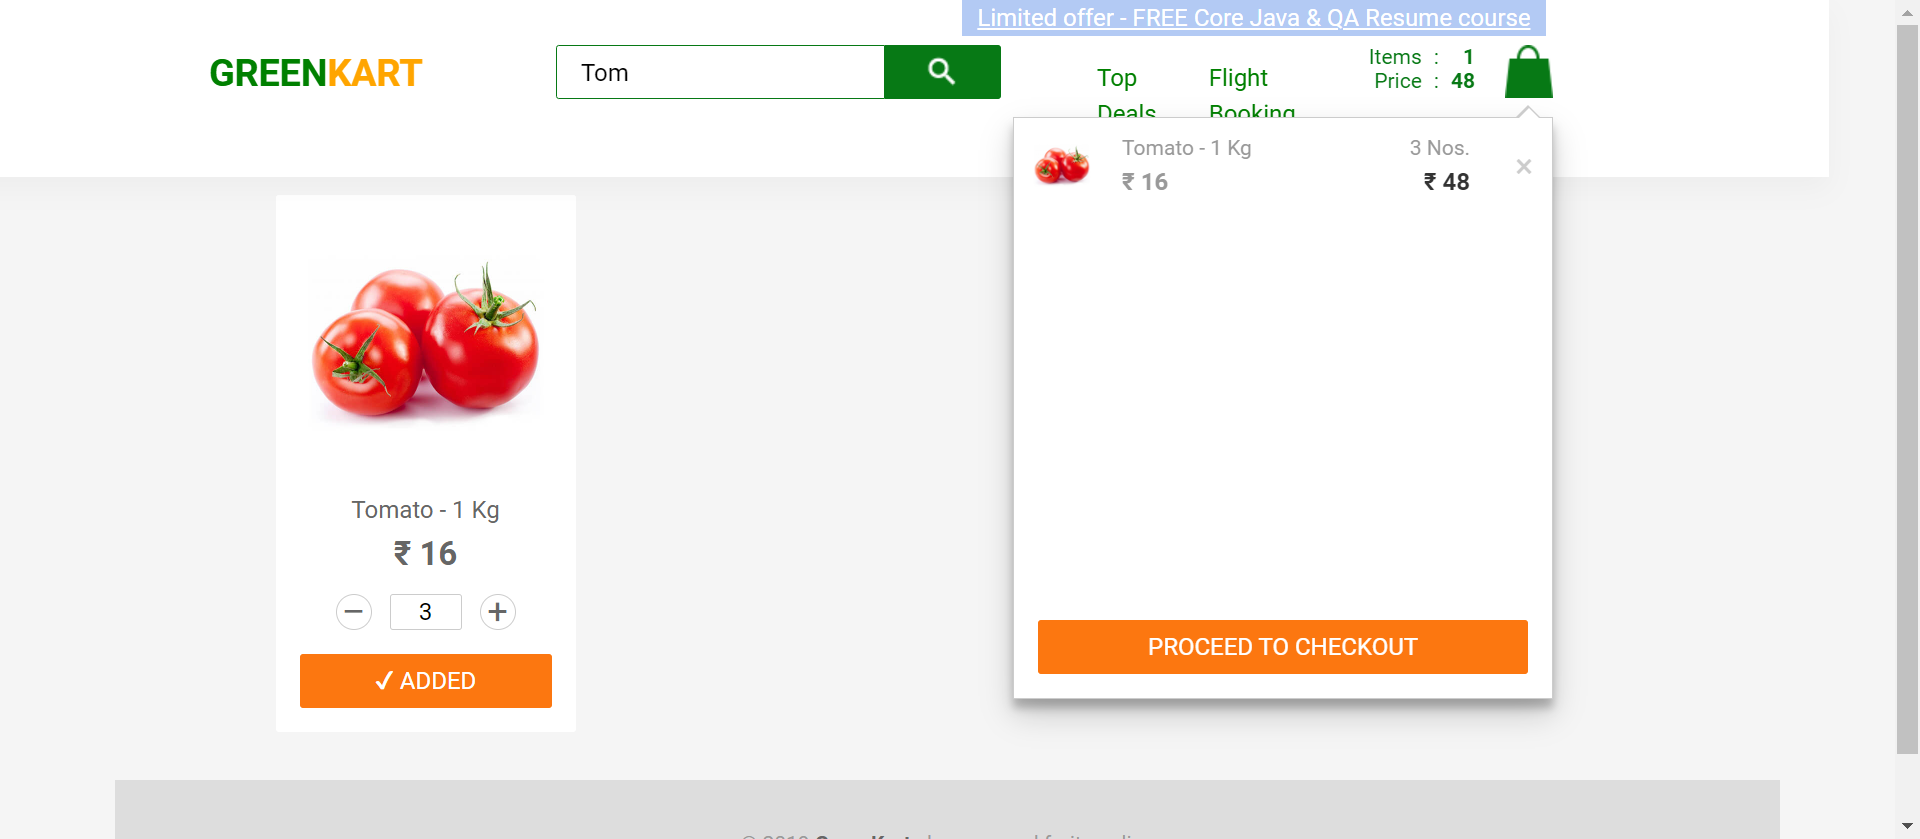 Limited offer - FREE Core Java & QA Resume course
GREENKART
Tom
Top
Deals
Flight
Booking
Items : 1
Price : 48
Tomato - 1 Kg
3 Nos.
₹ 16
₹ 48
×
PROCEED TO CHECKOUT
Tomato - 1 Kg
₹ 16
− 3 +
✓ ADDED